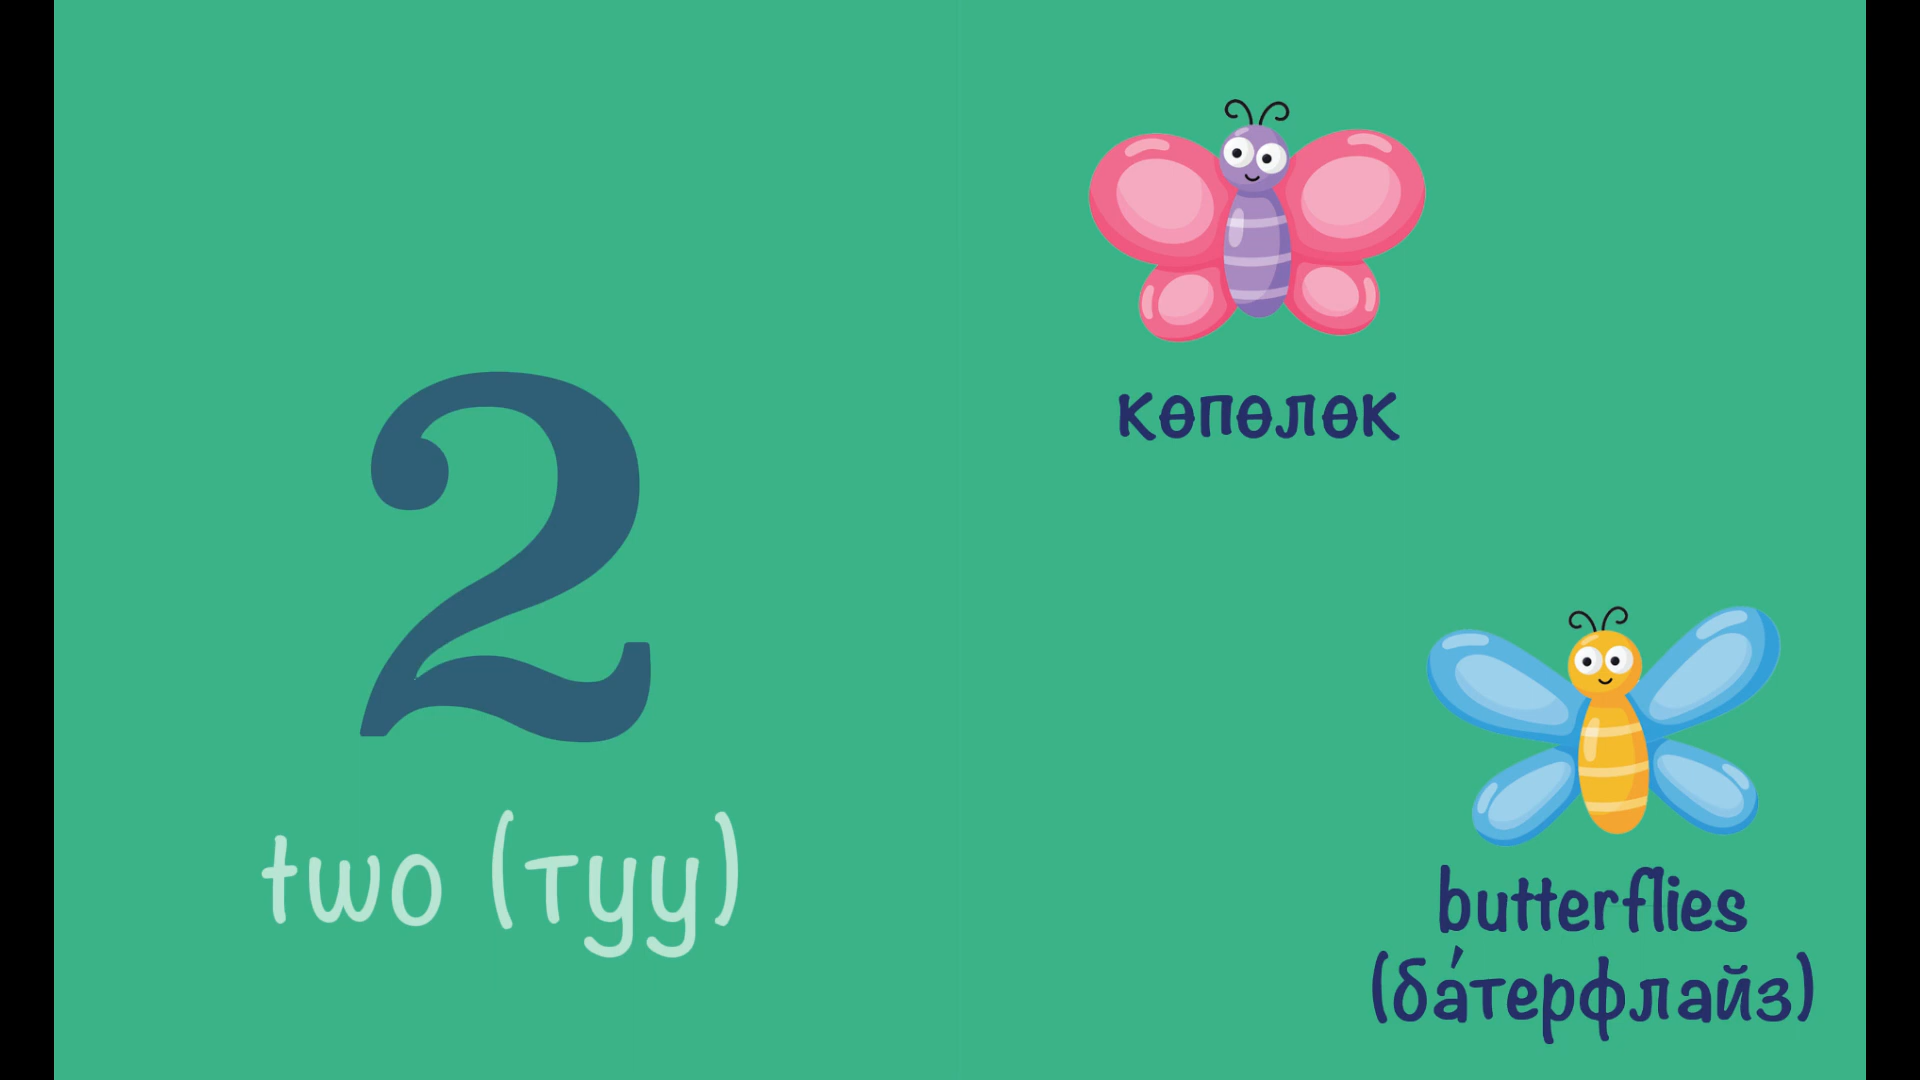 2
two (туу)
көпөлөк
butterflies
(ба́терфлайз)